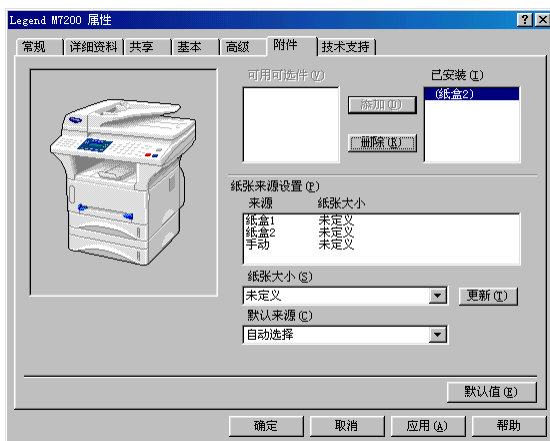 Legend M7200 属性
常规 详细资料 共享 基本 高级 附件 技术支持
可用可选件(V) 已安装(I)
(纸盒2)
添加(D)
删除(R)
纸张来源设置(P)
来源 纸张大小
纸盒1 未定义
纸盒2 未定义
手动 未定义
纸张大小(S)
未定义 更新(T)
默认来源(C)
自动选择
默认值(E)
确定 取消 应用(A) 帮助